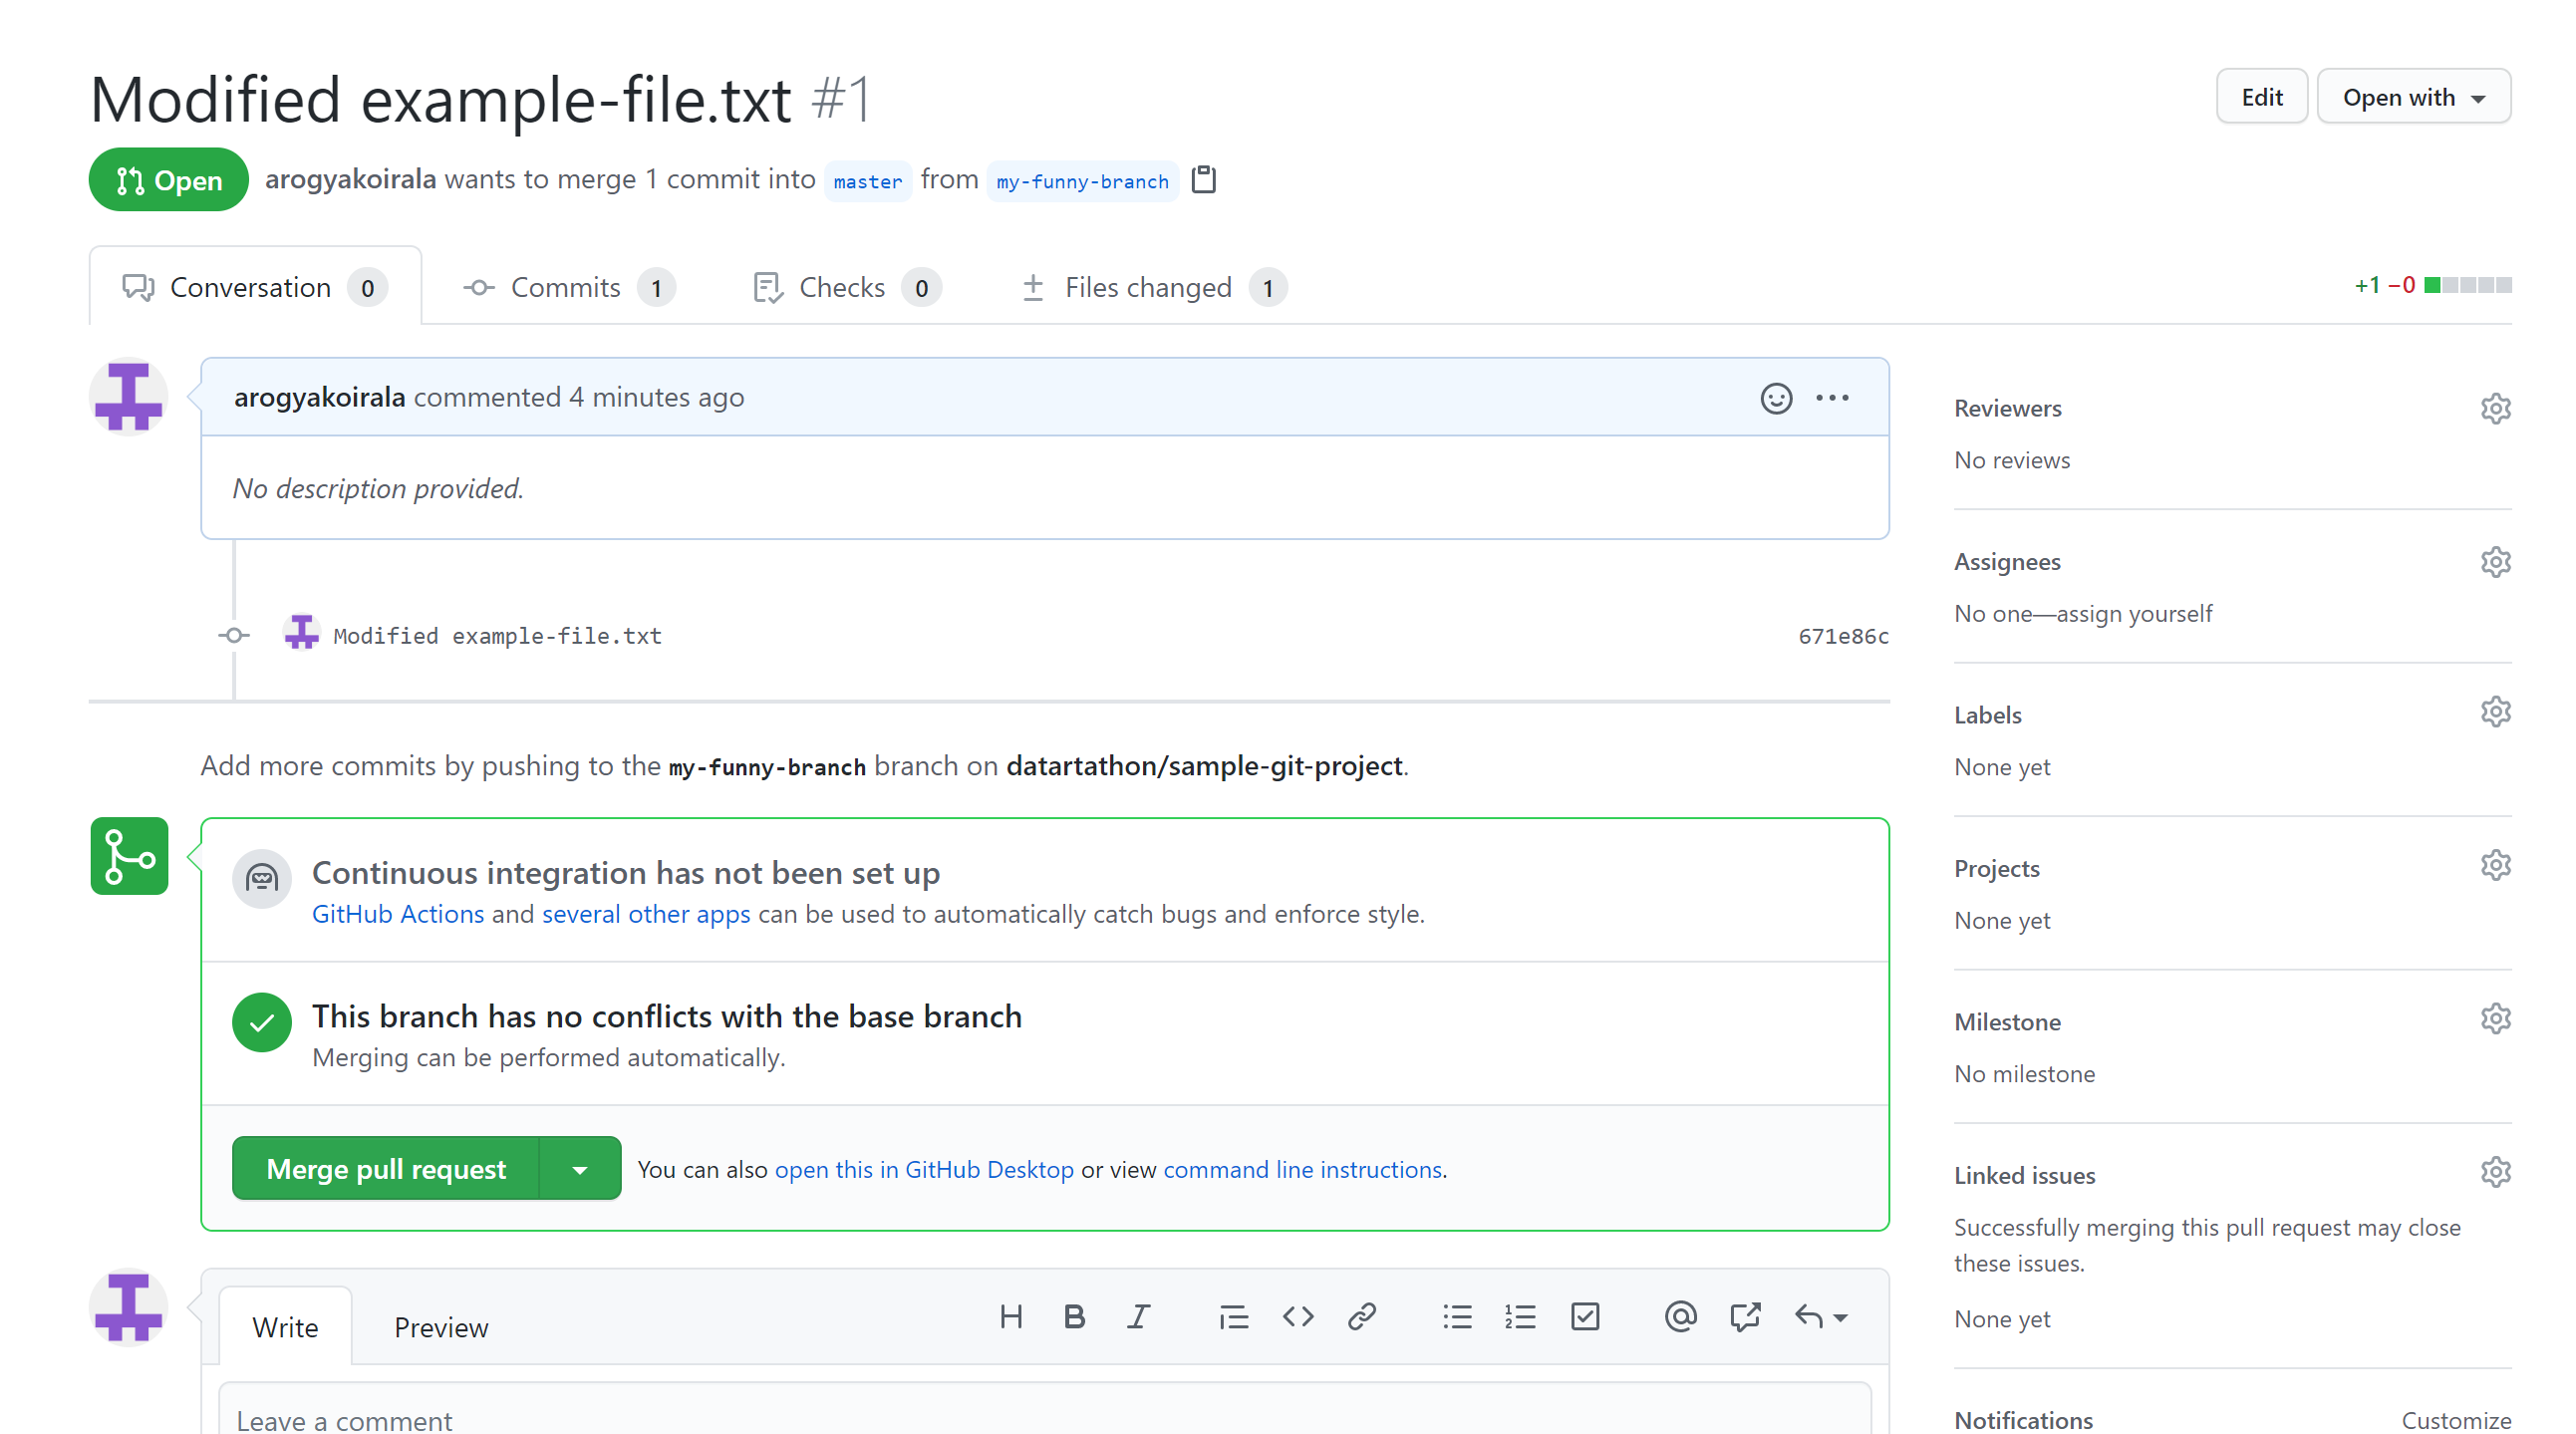 Modified example-file.txt #1
Edit
Open with
Open
arogyakoirala wants to merge 1 commit into master from my-funny-branch
Conversation 0
Commits 1
Checks 0
Files changed 1
+1 −0
arogyakoirala commented 4 minutes ago
No description provided.
Modified example-file.txt
671e86c
Add more commits by pushing to the my-funny-branch branch on datartathon/sample-git-project.
Continuous integration has not been set up
GitHub Actions and several other apps can be used to automatically catch bugs and enforce style.
This branch has no conflicts with the base branch
Merging can be performed automatically.
Merge pull request
You can also open this in GitHub Desktop or view command line instructions.
Write
Preview
Leave a comment
Reviewers
No reviews
Assignees
No one—assign yourself
Labels
None yet
Projects
None yet
Milestone
No milestone
Linked issues
Successfully merging this pull request may close
these issues.
None yet
Notifications
Customize